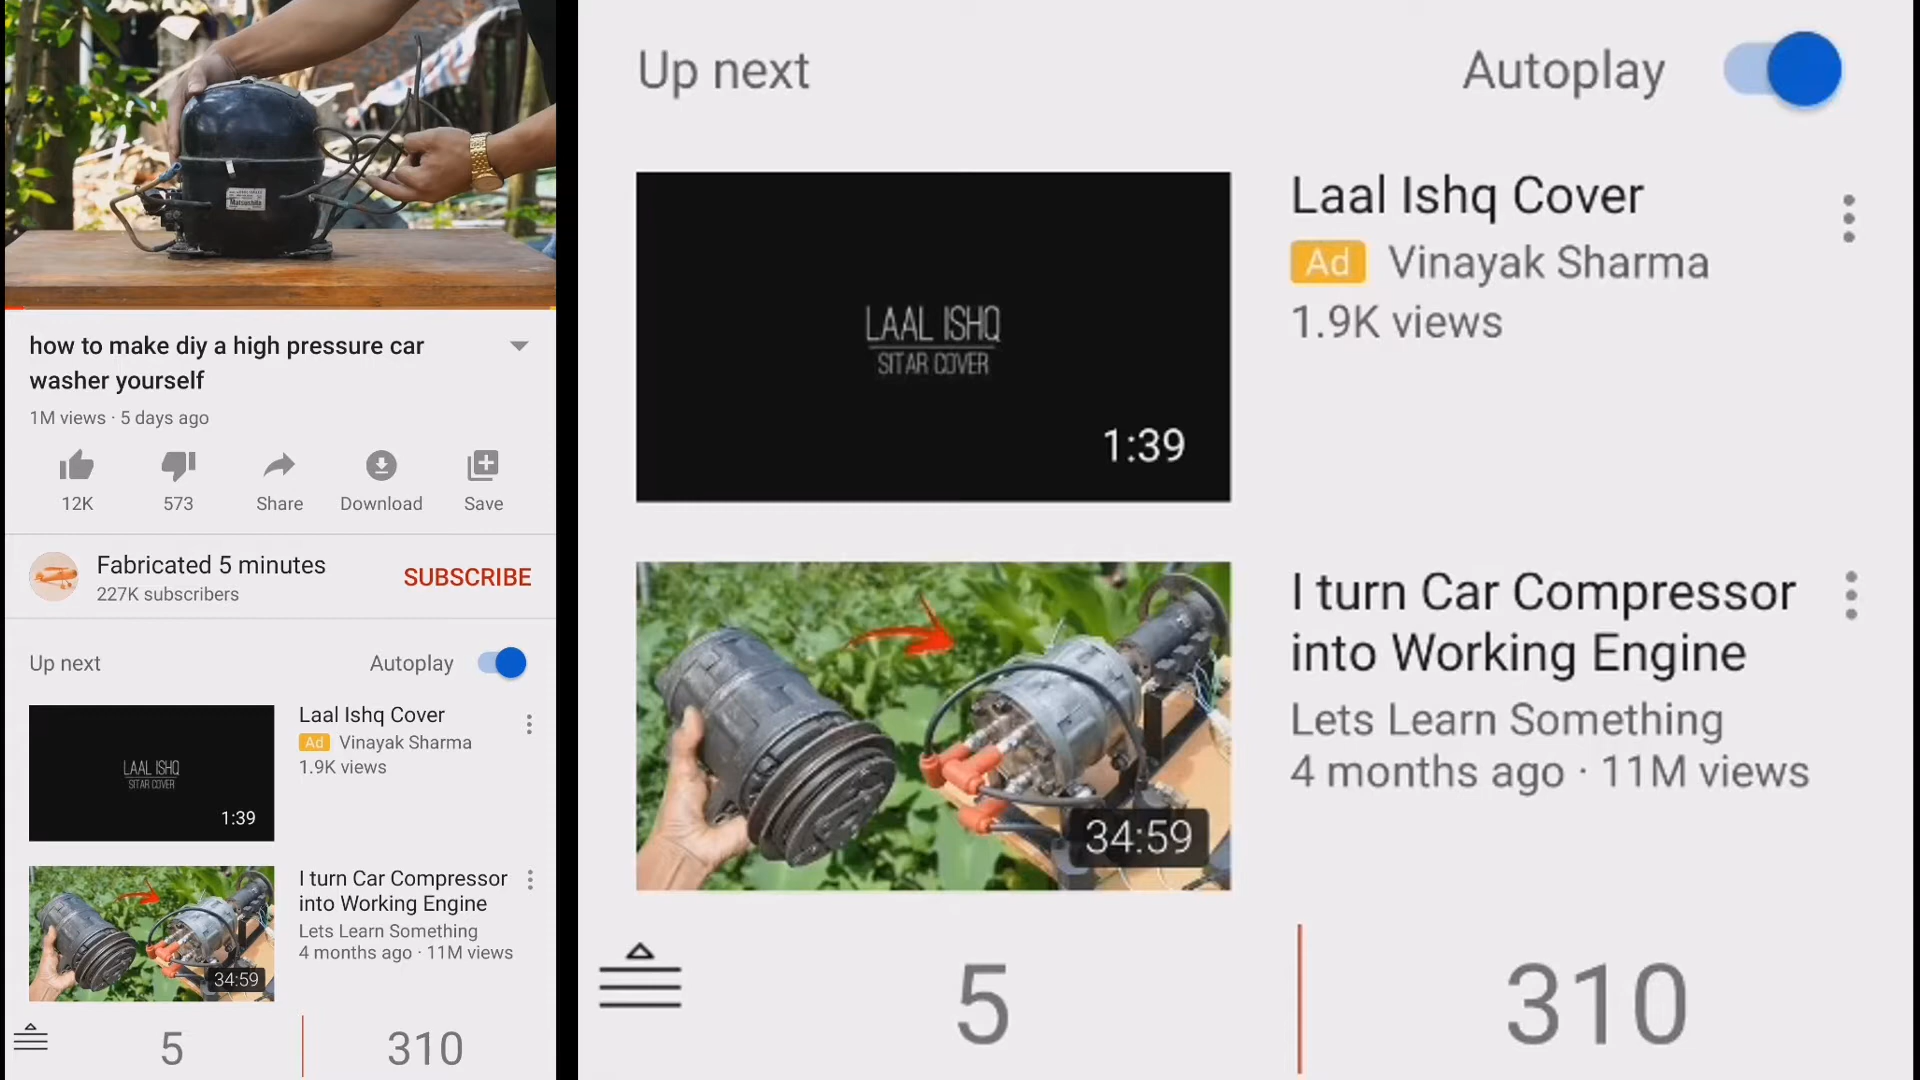 Matsushita
how to make diy a high pressure car
washer yourself
1M views · 5 days ago
12K
573
Share
Download
Save
Fabricated 5 minutes
227K subscribers
SUBSCRIBE
Up next
Autoplay
LAAL ISHQ
SITAR COVER
1:39
Laal Ishq Cover
Ad Vinayak Sharma
1.9K views
34:59
I turn Car Compressor
into Working Engine
Lets Learn Something
4 months ago · 11M views
5
310
Up next
Autoplay
LAAL ISHQ
SITAR COVER
1:39
Laal Ishq Cover
Ad Vinayak Sharma
1.9K views
34:59
I turn Car Compressor
into Working Engine
Lets Learn Something
4 months ago · 11M views
5
310